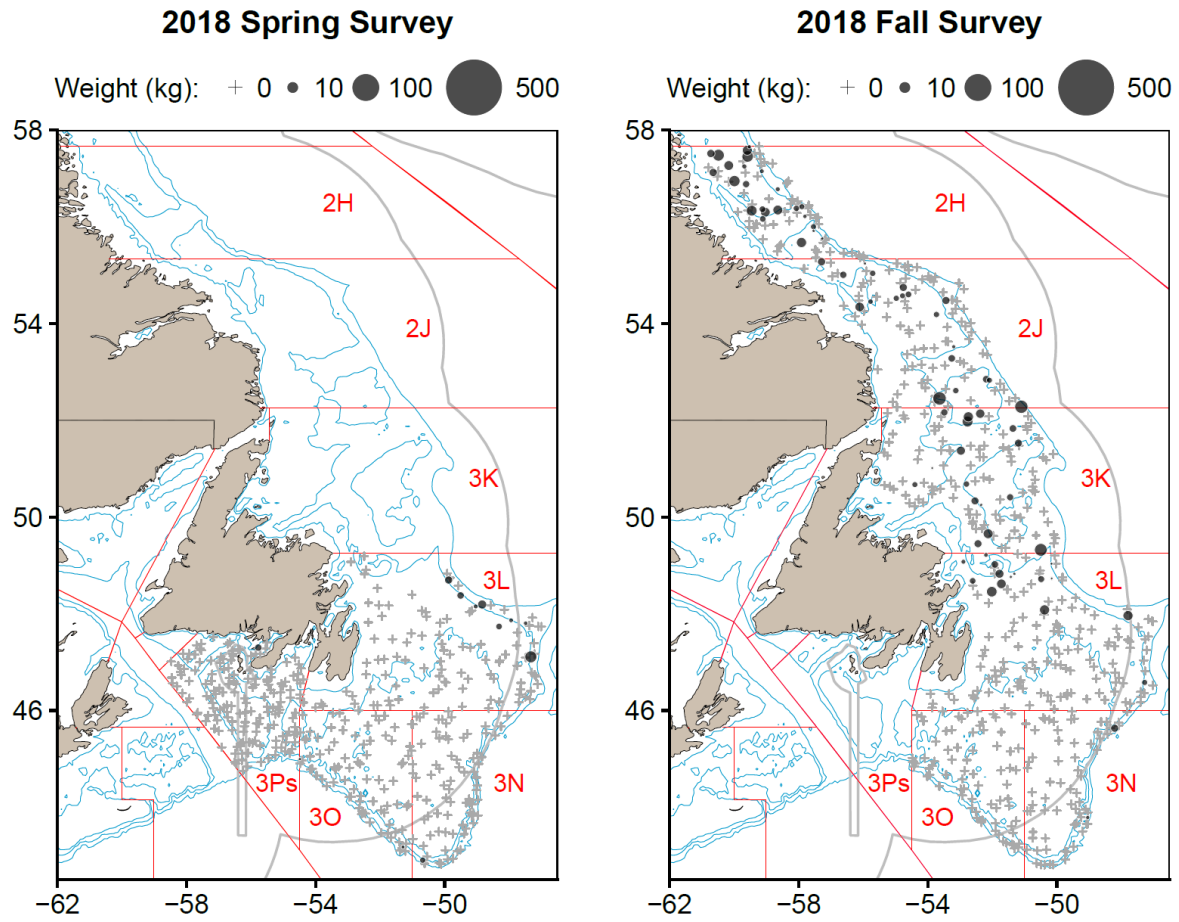 2018 Spring Survey
Weight (kg): 0 10 100 500
58
54
50
46
2H
2J
3K
3L
3Ps
3O
3N
−62 −58 −54 −50
2018 Fall Survey
Weight (kg): 0 10 100 500
58
54
50
46
2H
2J
3K
3L
3Ps
3O
3N
−62 −58 −54 −50